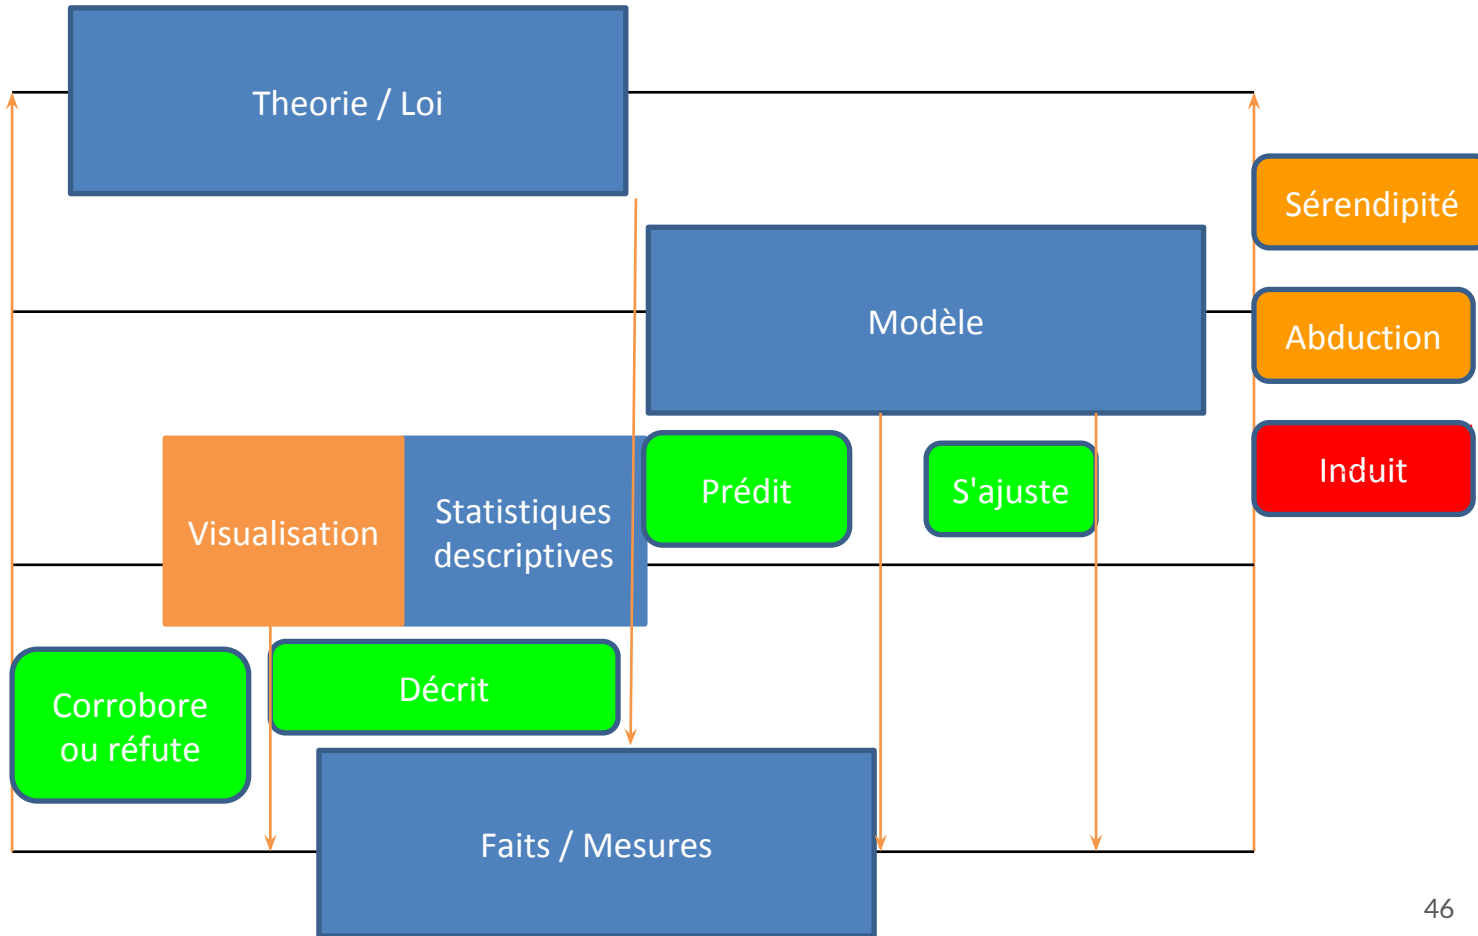 Theorie / Loi
Sérendipité
Modèle
Abduction
Induit
Prédit
S'ajuste
Visualisation
Statistiques
descriptives
Décrit
Corrobore
ou réfute
Faits / Mesures
46